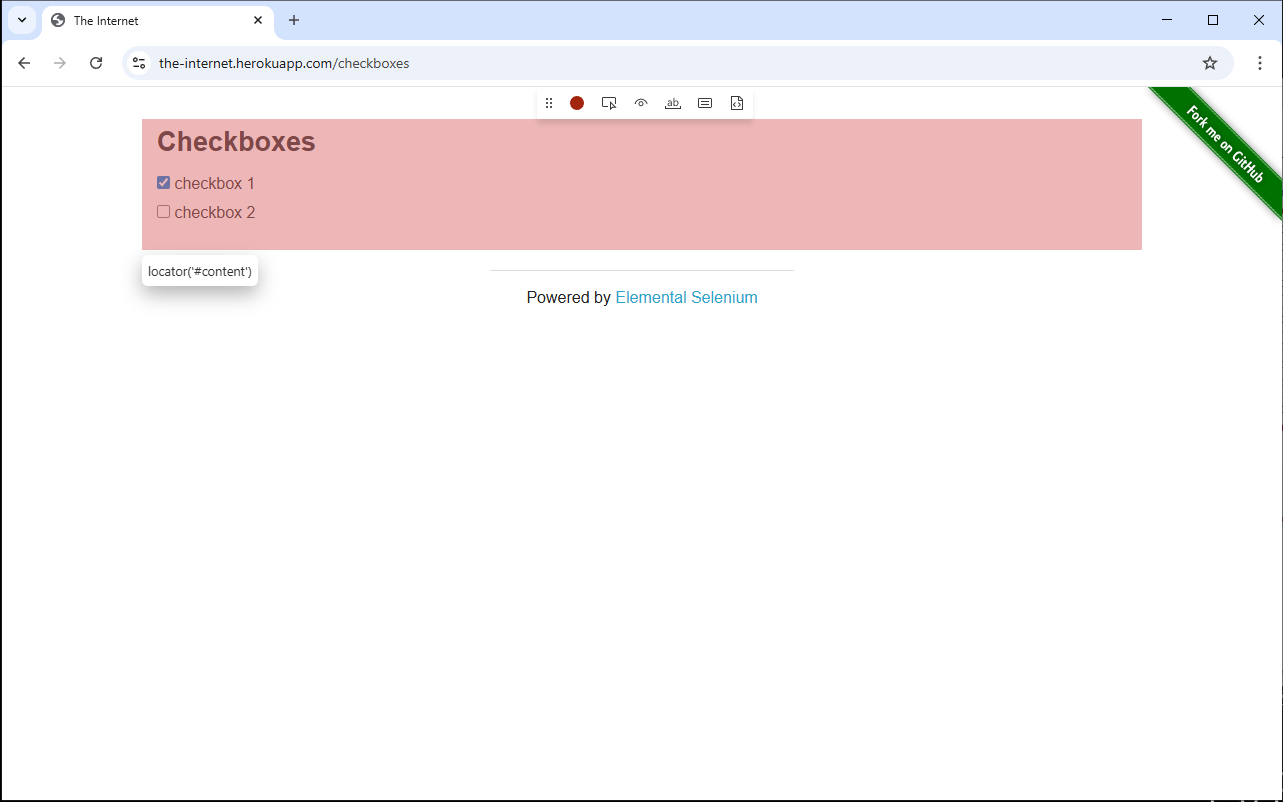 The Internet
the-internet.herokuapp.com/checkboxes
ab
Fork me on GitHub
Checkboxes
checkbox 1
checkbox 2
locator('#content')
Powered by Elemental Selenium